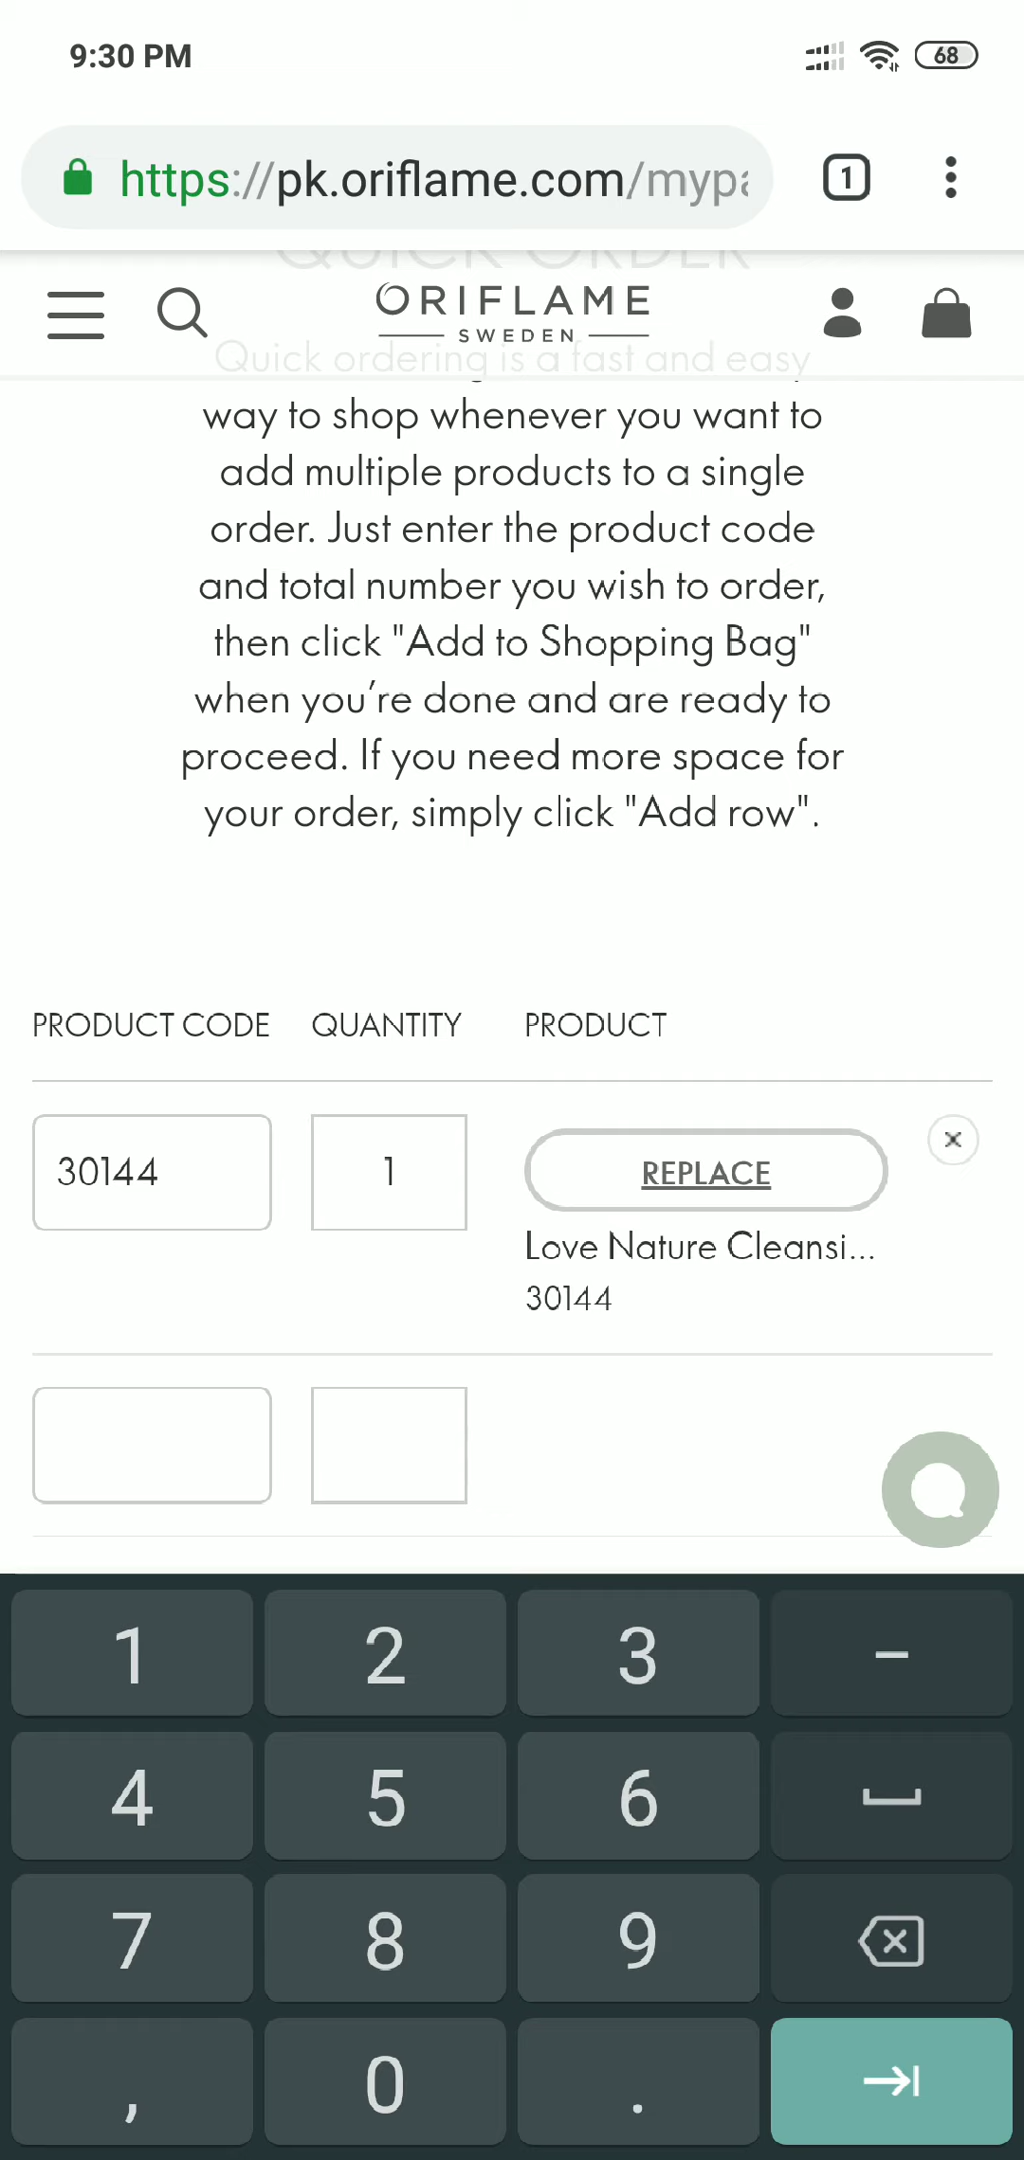 9:30 PM
68
https://pk.oriflame.com/mypa
1
QUICK ORDER
ORIFLAME
SWEDEN
Quick ordering is a fast and easy
way to shop whenever you want to
add multiple products to a single
order. Just enter the product code
and total number you wish to order,
then click "Add to Shopping Bag"
when you’re done and are ready to
proceed. If you need more space for
your order, simply click "Add row".
PRODUCT CODE QUANTITY PRODUCT
30144 1 REPLACE
Love Nature Cleansi...
30144
1 2 3 –
4 5 6
7 8 9
, 0 .